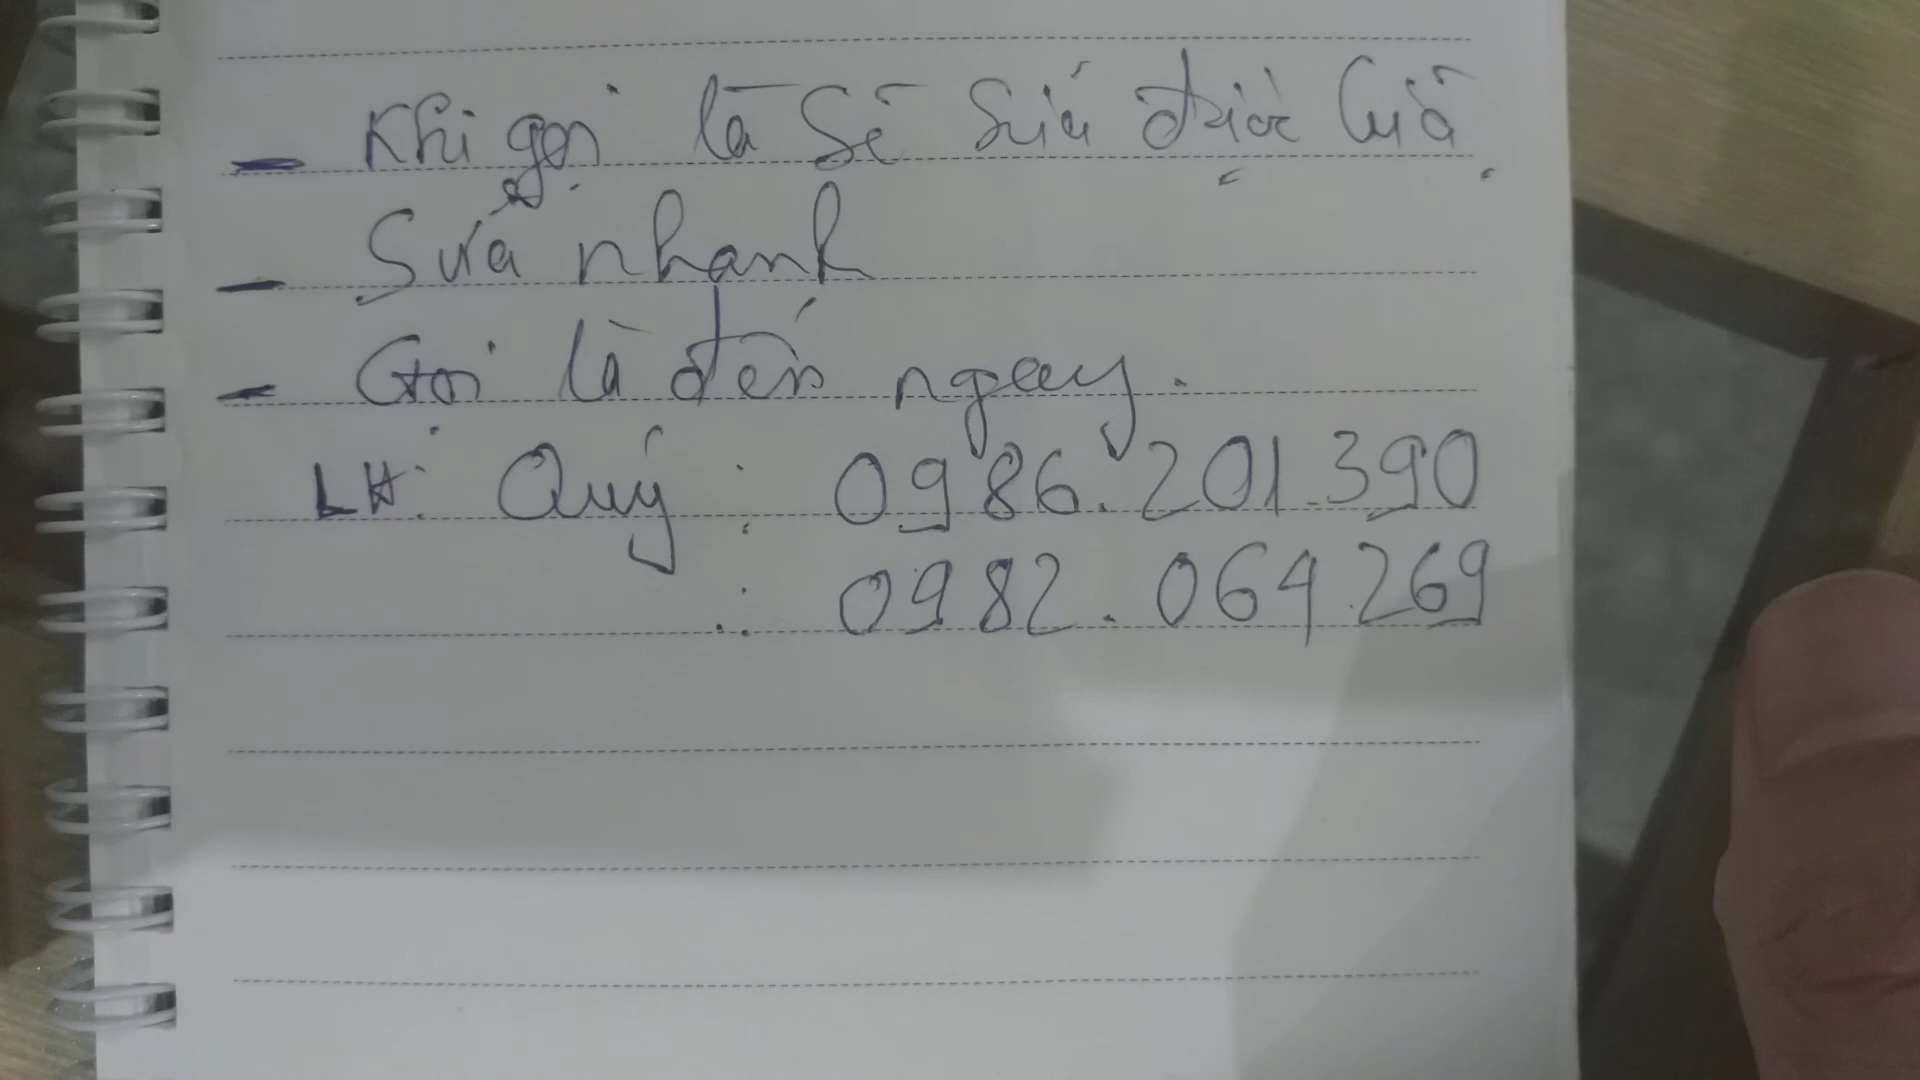 - Khi gọi là sẽ sửa được cửa
- Sửa nhanh
- Gọi là đến ngay.
LH: Quý : 0986.201.390
: 0982.064.269